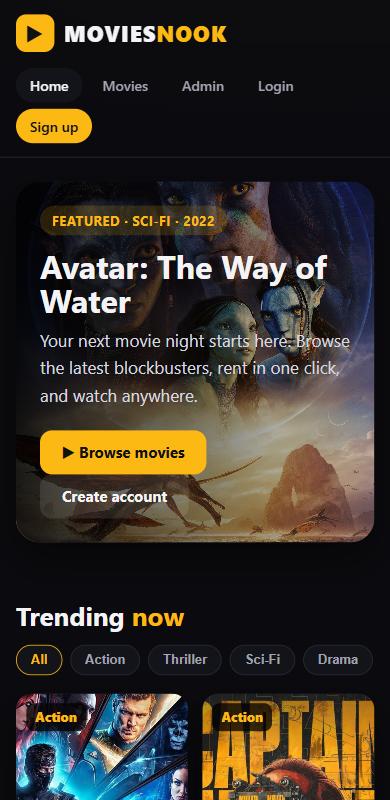 MOVIESNOOK
Home Movies Admin Login
Sign up
FEATURED · SCI-FI · 2022
Avatar: The Way of
Water
Your next movie night starts here. Browse
the latest blockbusters, rent in one click,
and watch anywhere.
▶ Browse movies
Create account
Trending now
All Action Thriller Sci-Fi Drama
Action Action
CAPTAIN